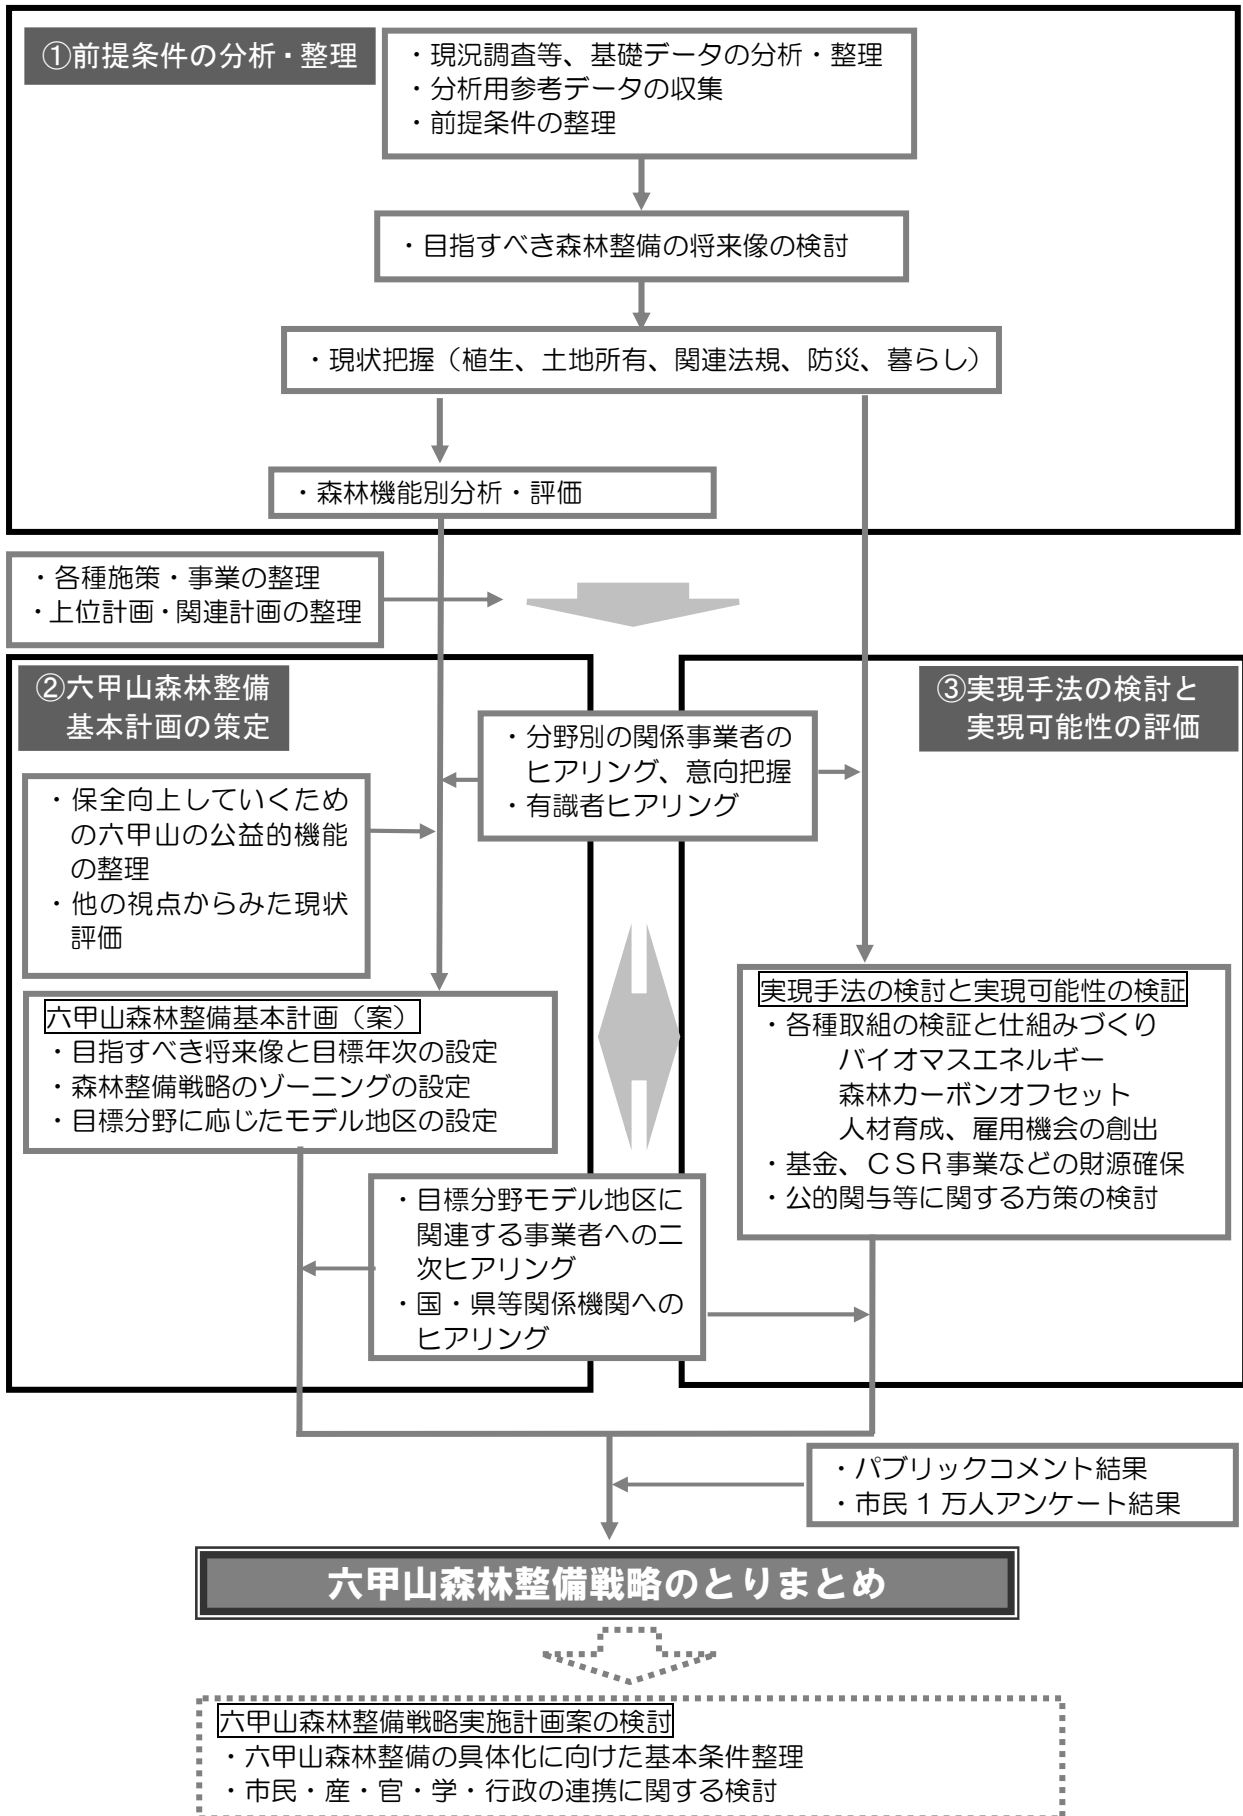 ①前提条件の分析・整理
・現況調査等、基礎データの分析・整理
・分析用参考データの収集
・前提条件の整理
・目指すべき森林整備の将来像の検討
・現状把握（植生、土地所有、関連法規、防災、暮らし）
・森林機能別分析・評価
・各種施策・事業の整理
・上位計画・関連計画の整理
②六甲山森林整備
基本計画の策定
③実現手法の検討と
実現可能性の評価
・分野別の関係事業者の
ヒアリング、意向把握
・有識者ヒアリング
・保全向上していくため
の六甲山の公益的機能
の整理
・他の視点からみた現状
評価
六甲山森林整備基本計画（案）
・目指すべき将来像と目標年次の設定
・森林整備戦略のゾーニングの設定
・目標分野に応じたモデル地区の設定
実現手法の検討と実現可能性の検証
・各種取組の検証と仕組みづくり
バイオマスエネルギー
森林カーボンオフセット
人材育成、雇用機会の創出
・基金、ＣＳＲ事業などの財源確保
・公的関与等に関する方策の検討
・目標分野モデル地区に
関連する事業者への二
次ヒアリング
・国・県等関係機関への
ヒアリング
・パブリックコメント結果
・市民１万人アンケート結果
六甲山森林整備戦略のとりまとめ
六甲山森林整備戦略実施計画案の検討
・六甲山森林整備の具体化に向けた基本条件整理
・市民・産・官・学・行政の連携に関する検討